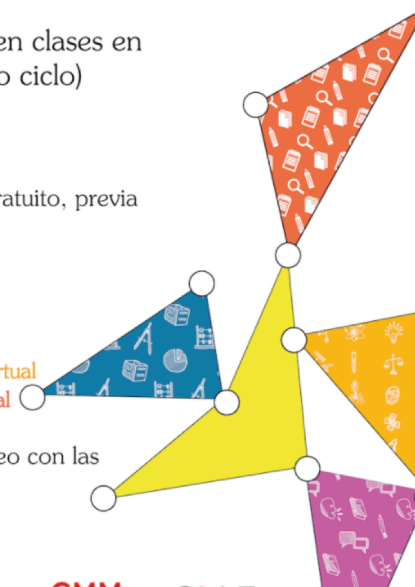 en clases en
o ciclo)
ratuito, previa
rtual
al
eo con las